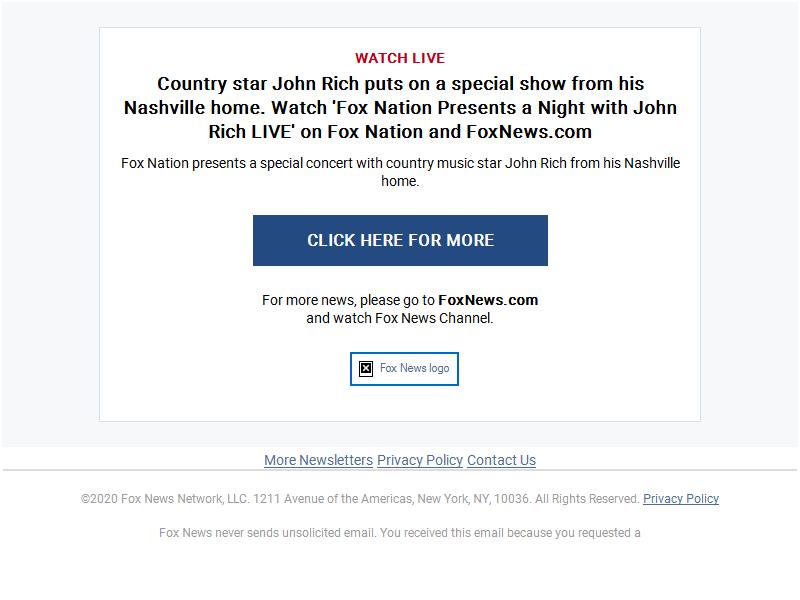 WATCH LIVE
Country star John Rich puts on a special show from his
Nashville home. Watch 'Fox Nation Presents a Night with John
Rich LIVE' on Fox Nation and FoxNews.com
Fox Nation presents a special concert with country music star John Rich from his Nashville
home.
CLICK HERE FOR MORE
For more news, please go to FoxNews.com
and watch Fox News Channel.
Fox News logo
More Newsletters Privacy Policy Contact Us
©2020 Fox News Network, LLC. 1211 Avenue of the Americas, New York, NY, 10036. All Rights Reserved. Privacy Policy
Fox News never sends unsolicited email. You received this email because you requested a